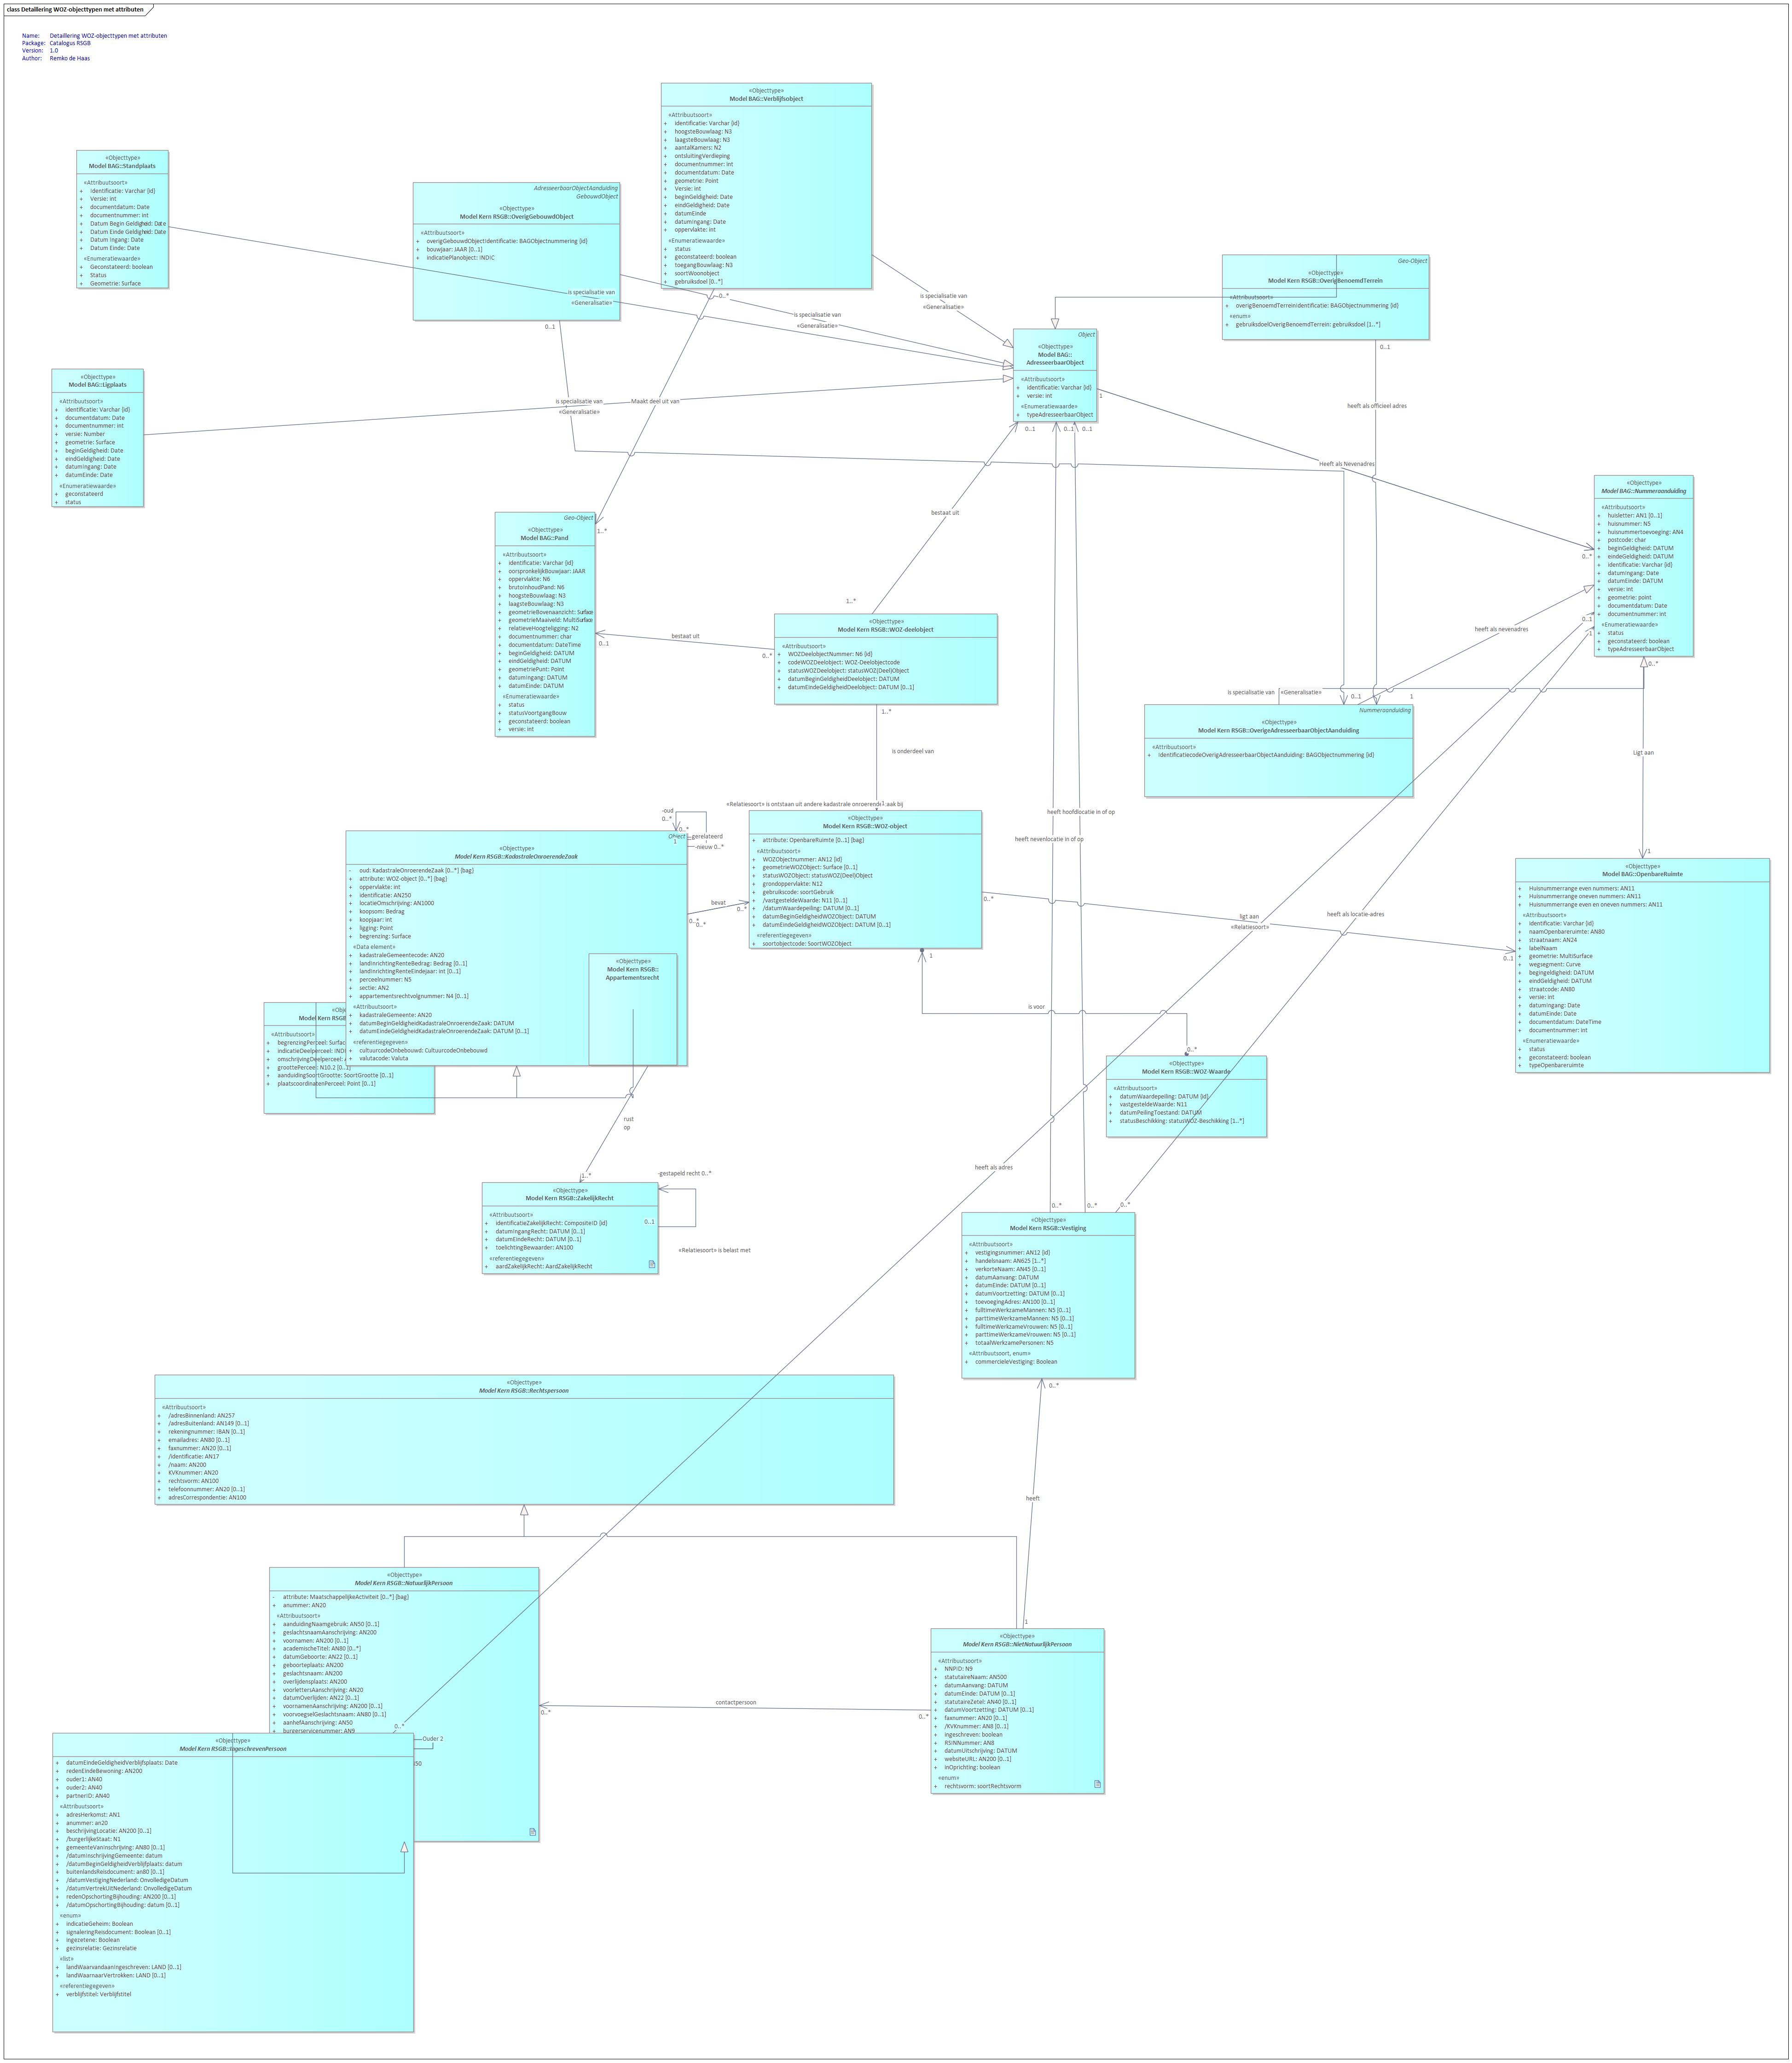 class Detaillering WOZ-objecttypen met attributen
Name: Detaillering WOZ-objecttypen met attributen
Package: Catalogus RSGB
Version: 1.0
Author: Remko de Haas
«Objecttype»
Model BAG::Verblijfsobject
«Attribuutsoort»
+ identificatie: Varchar {id}
+ hoogsteBouwlaag: N3
+ laagsteBouwlaag: N3
+ aantalKamers: N2
+ ontsluitingVerdieping
+ documentnummer: int
+ documentdatum: Date
+ geometrie: Point
+ Versie: int
+ beginGeldigheid: Date
+ eindGeldigheid: Date
+ datumEinde
+ datumIngang: Date
+ oppervlakte: int
«Enumeratiewaarde»
+ status
+ geconstateerd: boolean
+ toegangBouwlaag: N3
+ soortWoonobject
+ gebruiksdoel [0..*]
«Objecttype»
Model BAG::Standplaats
«Attribuutsoort»
+ Identificatie: Varchar {id}
+ Versie: int
+ documentdatum: Date
+ documentnummer: int
+ Datum Begin Geldigheid: Date
+ Datum Einde Geldigheid: Date
+ Datum Ingang: Date
+ Datum Einde: Date
«Enumeratiewaarde»
+ Geconstateerd: boolean
+ Status
+ Geometrie: Surface
AdresseerbaarObjectAanduiding
GebouwdObject
«Objecttype»
Model Kern RSGB::OverigGebouwdObject
«Attribuutsoort»
+ overigGebouwdObjectIdentificatie: BAGObjectnummering {id}
+ bouwjaar: JAAR [0..1]
+ indicatiePlanobject: INDIC
Geo-Object
«Objecttype»
Model Kern RSGB::OverigBenoemdTerrein
«Attribuutsoort»
+ overigBenoemdTerreinIdentificatie: BAGObjectnummering {id}
«enum»
+ gebruiksdoelOverigBenoemdTerrein: gebruiksdoel [1..*]
is specialisatie van
«Generalisatie»
0..*
is specialisatie van
«Generalisatie»
is specialisatie van
«Generalisatie»
0..1
0..1
Object
«Objecttype»
Model BAG::
AdresseerbaarObject
«Attribuutsoort»
+ identificatie: Varchar {id}
+ versie: int
«Enumeratiewaarde»
+ typeAdresseerbaarObject
«Objecttype»
Model BAG::Ligplaats
«Attribuutsoort»
+ identificatie: Varchar {id}
+ documentdatum: Date
+ documentnummer: int
+ versie: Number
+ geometrie: Surface
+ beginGeldigheid: Date
+ eindGeldigheid: Date
+ datumIngang: Date
+ datumEinde: Date
«Enumeratiewaarde»
+ geconstateerd
+ status
is specialisatie van
«Generalisatie»
Maakt deel uit van
1
heeft als officieel adres
0..1
0..1
0..1
Heeft als Nevenadres
bestaat uit
«Objecttype»
Model BAG::Nummeraanduiding
«Attribuutsoort»
+ huisletter: AN1 [0..1]
+ huisnummer: N5
+ huisnummertoevoeging: AN4
+ postcode: char
+ beginGeldigheid: DATUM
+ eindeGeldigheid: DATUM
+ identificatie: Varchar {id}
+ datumIngang: Date
+ datumEinde: DATUM
+ versie: int
+ geometrie: point
+ documentdatum: Date
+ documentnummer: int
«Enumeratiewaarde»
+ status
+ geconstateerd: boolean
+ typeAdresseerbaarObject
Geo-Object
«Objecttype»
Model BAG::Pand
«Attribuutsoort»
+ identificatie: Varchar {id}
+ oorspronkelijkBouwjaar: JAAR
+ oppervlakte: N6
+ brutoinhoudPand: N6
+ hoogsteBouwlaag: N3
+ laagsteBouwlaag: N3
+ geometrieBovenaanzicht: Surface
+ geometrieMaaiveld: MultiSurface
+ relatieveHoogteligging: N2
+ documentnummer: char
+ documentdatum: DateTime
+ beginGeldigheid: DATUM
+ eindGeldigheid: DATUM
+ geometriePunt: Point
+ datumIngang: DATUM
+ datumEinde: DATUM
«Enumeratiewaarde»
+ status
+ statusVoortgangBouw
+ geconstateerd: boolean
+ versie: int
1..*
0..*
1..*
«Objecttype»
Model Kern RSGB::WOZ-deelobject
«Attribuutsoort»
+ WOZDeelobjectNummer: N6 {id}
+ codeWOZDeelobject: WOZ-Deelobjectcode
+ statusWOZDeelobject: statusWOZ(Deel)Object
+ datumBeginGeldigheidDeelobject: DATUM
+ datumEindeGeldigheidDeelobject: DATUM [0..1]
bestaat uit
0..1
0..*
heeft als nevenadres
0..1
1
0..*
is specialisatie van
«Generalisatie»
0..1
1
Nummeraanduiding
«Objecttype»
Model Kern RSGB::OverigeAdresseerbaarObjectAanduiding
«Attribuutsoort»
+ identificatiecodeOverigAdresseerbaarObjectAanduiding: BAGObjectnummering {id}
1..*
is onderdeel van
Ligt aan
1
«Relatiesoort» is ontstaan uit andere kadastrale onroerende zaak bij
-oud
0..*
0..*
-gerelateerd
1
-nieuw 0..*
heeft hoofdlocatie in of op
heeft nevenlocatie in of op
Object
«Objecttype»
Model Kern RSGB::KadastraleOnroerendeZaak
- oud: KadastraleOnroerendeZaak [0..*] {bag}
+ attribute: WOZ-object [0..*] {bag}
+ oppervlakte: int
+ identificatie: AN250
+ locatieOmschrijving: AN1000
+ koopsom: Bedrag
+ koopjaar: int
+ ligging: Point
+ begrenzing: Surface
«Data element»
+ kadastraleGemeentecode: AN20
+ landInrichtingRenteBedrag: Bedrag [0..1]
+ landInrichtingRenteEindejaar: int [0..1]
+ perceelnummer: N5
+ sectie: AN2
+ appartementsrechtvolgnummer: N4 [0..1]
«Attribuutsoort»
+ kadastraleGemeente: AN20
+ datumBeginGeldigheidKadastraleOnroerendeZaak: DATUM
+ datumEindeGeldigheidKadastraleOnroerendeZaak: DATUM [0..1]
«referentiegegeven»
+ cultuurcodeOnbebouwd: CultuurcodeOnbebouwd
+ valutacode: Valuta
«Objecttype»
Model Kern RSGB::
Appartementsrecht
bevat
0..*
0..*
0..*
«Objecttype»
Model Kern RSGB::WOZ-object
+ attribute: OpenbareRuimte [0..1] {bag}
«Attribuutsoort»
+ WOZObjectnummer: AN12 {id}
+ geometrieWOZObject: Surface [0..1]
+ statusWOZObject: statusWOZ(Deel)Object
+ grondoppervlakte: N12
+ gebruikscode: soortGebruik
+ /vastgesteldeWaarde: N11 [0..1]
+ /datumWaardepeiling: DATUM [0..1]
+ datumBeginGeldigheidWOZObject: DATUM
+ datumEindeGeldigheidWOZObject: DATUM [0..1]
«referentiegegeven»
+ soortobjectcode: SoortWOZObject
0..*
ligt aan
«Relatiesoort»
heeft als locatie-adres
0..1
«Objecttype»
Model BAG::OpenbareRuimte
+ Huisnummerrange even nummers: AN11
+ Huisnummerrange oneven nummers: AN11
+ Huisnummerrange even en oneven nummers: AN11
«Attribuutsoort»
+ identificatie: Varchar {id}
+ naamOpenbareruimte: AN80
+ straatnaam: AN24
+ labelNaam
+ geometrie: MultiSurface
+ wegsegment: Curve
+ begingeldigheid: DATUM
+ eindGeldigheid: DATUM
+ straatcode: AN80
+ versie: int
+ datumingang: Date
+ datumEinde: Date
+ documentdatum: DateTime
+ documentnummer: int
«Enumeratiewaarde»
+ status
+ geconstateerd: boolean
+ typeOpenbareruimte
Model Kern RSGB
«Attribuutsoort»
+ begrenzingPerceel: Surfac
+ indicatieDeelperceel: INDI
+ omschrijvingDeelperceel:
+ groottePerceel: N10.2 [0..1]
+ aanduidingSoortGrootte: SoortGrootte [0..1]
+ plaatscoordinatenPerceel: Point [0..1]
1
is voor
0..*
«Objecttype»
Model Kern RSGB::WOZ-Waarde
«Attribuutsoort»
+ datumWaardepeiling: DATUM {id}
+ vastgesteldeWaarde: N11
+ datumPeilingToestand: DATUM
+ statusBeschikking: statusWOZ-Beschikking [1..*]
rust
op
1..*
-gestapeld recht 0..*
heeft als adres
«Objecttype»
Model Kern RSGB::ZakelijkRecht
«Attribuutsoort»
+ identificatieZakelijkRecht: CompositeID {id}
+ datumIngangRecht: DATUM [0..1]
+ datumEindeRecht: DATUM [0..1]
+ toelichtingBewaarder: AN100
«referentiegegeven»
+ aardZakelijkRecht: AardZakelijkRecht
0..1
«Relatiesoort» is belast met
0..*
0..*
0..*
«Objecttype»
Model Kern RSGB::Vestiging
«Attribuutsoort»
+ vestigingsnummer: AN12 {id}
+ handelsnaam: AN625 [1..*]
+ verkorteNaam: AN45 [0..1]
+ datumAanvang: DATUM
+ datumEinde: DATUM [0..1]
+ datumVoortzetting: DATUM [0..1]
+ toevoegingAdres: AN100 [0..1]
+ fulltimeWerkzameMannen: N5 [0..1]
+ parttimeWerkzameMannen: N5 [0..1]
+ fulltimeWerkzameVrouwen: N5 [0..1]
+ parttimeWerkzameVrouwen: N5 [0..1]
+ totaalWerkzamePersonen: N5
«Attribuutsoort, enum»
+ commercieleVestiging: Boolean
0..*
«Objecttype»
Model Kern RSGB::Rechtspersoon
«Attribuutsoort»
+ /adresBinnenland: AN257
+ /adresBuitenland: AN149 [0..1]
+ rekeningnummer: IBAN [0..1]
+ emailadres: AN80 [0..1]
+ faxnummer: AN20 [0..1]
+ /identificatie: AN17
+ /naam: AN200
+ KVKnummer: AN20
+ rechtsvorm: AN100
+ telefoonnummer: AN20 [0..1]
+ adresCorrespondentie: AN100
heeft
1
«Objecttype»
Model Kern RSGB::NatuurlijkPersoon
- attribute: MaatschappelijkeActiviteit [0..*] {bag}
+ anummer: AN20
«Attribuutsoort»
+ aanduidingNaamgebruik: AN50 [0..1]
+ geslachtsnaamAanschrijving: AN200
+ voornamen: AN200 [0..1]
+ academischeTitel: AN80 [0..*]
+ datumGeboorte: AN22 [0..1]
+ geboorteplaats: AN200
+ geslachtsnaam: AN200
+ overlijdensplaats: AN200
+ voorlettersAanschrijving: AN20
+ datumOverlijden: AN22 [0..1]
+ voornamenAanschrijving: AN200 [0..1]
+ voorvoegselGeslachtsnaam: AN80 [0..1]
+ aanhefAanschrijving: AN50
+ burgerservicenummer: AN9
0..*
Ouder 2
50
contactpersoon
0..*
0..*
«Objecttype»
Model Kern RSGB::NietNatuurlijkPersoon
«Attribuutsoort»
+ NNPID: N9
+ statutaireNaam: AN500
+ datumAanvang: DATUM
+ datumEinde: DATUM [0..1]
+ statutaireZetel: AN40 [0..1]
+ datumVoortzetting: DATUM [0..1]
+ faxnummer: AN20 [0..1]
+ /KVKnummer: AN8 [0..1]
+ ingeschreven: boolean
+ RSINNummer: AN8
+ datumUitschrijving: DATUM
+ websiteURL: AN200 [0..1]
+ inOprichting: boolean
«enum»
+ rechtsvorm: soortRechtsvorm
«Objecttype»
Model Kern RSGB::IngeschrevenPersoon
+ datumEindeGeldigheidVerblijfsplaats: Date
+ redenEindeBewoning: AN200
+ ouder1: AN40
+ ouder2: AN40
+ partnerID: AN40
«Attribuutsoort»
+ adresHerkomst: AN1
+ anummer: an20
+ beschrijvingLocatie: AN200 [0..1]
+ /burgerlijkeStaat: N1
+ gemeenteVanInschrijving: AN80 [0..1]
+ /datumInschrijvingGemeente: datum
+ /datumBeginGeldigheidVerblijfplaats: datum
+ buitenlandsReisdocument: an80 [0..1]
+ /datumVestigingNederland: OnvolledigeDatum
+ /datumVertrekUitNederland: OnvolledigeDatum
+ redenOpschortingBijhouding: AN200 [0..1]
+ /datumOpschortingBijhouding: datum [0..1]
«enum»
+ indicatieGeheim: Boolean
+ signaleringReisdocument: Boolean [0..1]
+ ingezetene: Boolean
+ gezinsrelatie: Gezinsrelatie
«list»
+ landWaarvandaanIngeschreven: LAND [0..1]
+ landWaarnaarVertrokken: LAND [0..1]
«referentiegegeven»
+ verblijfstitel: Verblijfstitel